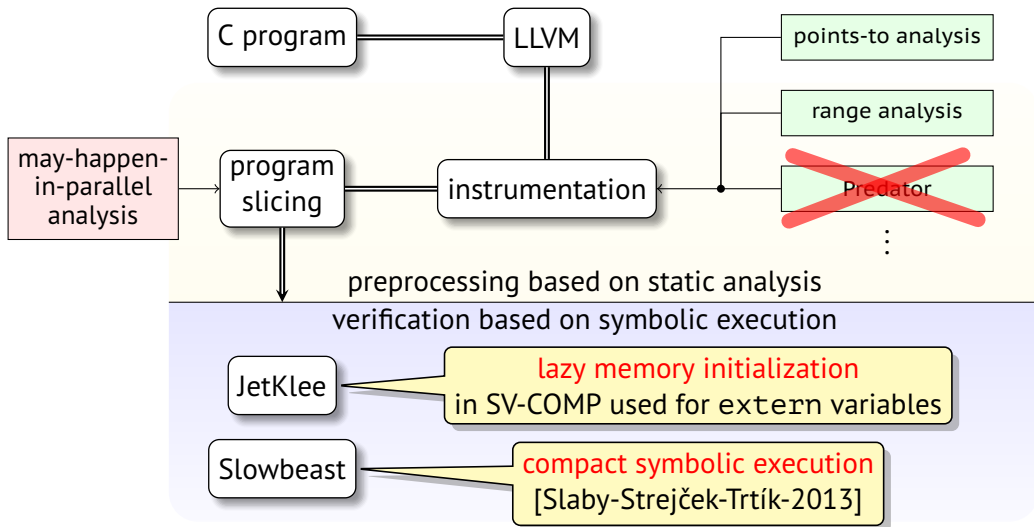 C program
LLVM
points-to analysis
range analysis
Predator
⋮
may-happen-
in-parallel
analysis
program
slicing
instrumentation
preprocessing based on static analysis
verification based on symbolic execution
JetKlee
lazy memory initialization
in SV-COMP used for extern variables
Slowbeast
compact symbolic execution
[Slaby-Strejček-Trtík-2013]